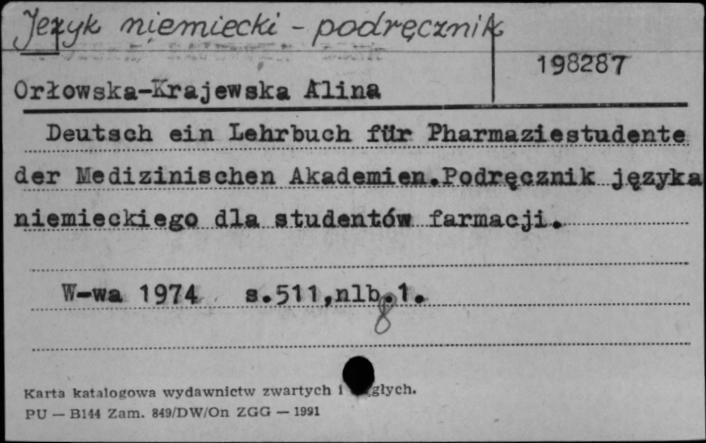 Język niemiecki - podręcznik
198287
Orłowska-Krajewska Alina
Deutsch ein Lehrbuch für Pharmaziestudente
der Medizinischen Akademien.Podręcznik języka
niemieckiego dla studentów farmacji.
W-wa 1974 s.511,nlb.1.
8
Karta katalogowa wydawnictw zwartych i głych.
PU — B144 Zam. 849/DW/On ZGG — 1991